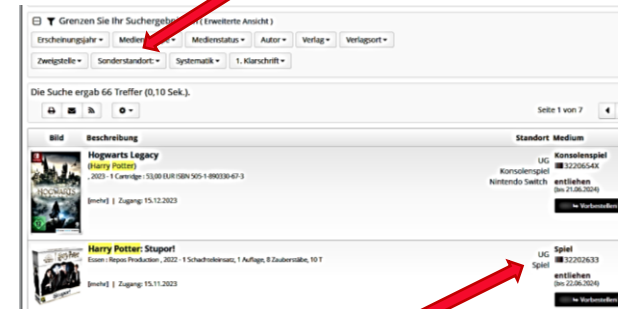 Grenzen Sie Ihr (Erweiterte Ansicht)
Erscheinungsjahr Medienstatus Autor Verlag Verlagsort
Zweigstelle Sonderstandort: Systematik 1. Klarschrift
Die Suche ergab 66 Treffer (0,10 Sek.).
Seite 1 von 7
Bild Beschreibung Standort Medium
Hogwarts Legacy
(Harry Potter)
, 2023 - 1 Cartridge : 53,00 EUR ISBN 505-1-890330-67-3
[mehr] | Zugang: 15.12.2023
UG
Konsolenspiel
Nintendo Switch
Konsolenspiel
3220654X
entliehen
(bis 21.06.2024)
Vorbestellen
Harry Potter: Stupor!
Essen : Repos Production , 2022 - 1 Schachteleinsatz, 1 Auflage, 8 Zauberstäbe, 10 T
[mehr] | Zugang: 15.11.2023
UG
Spiel
Spiel
32202633
entliehen
(bis 22.06.2024)
Vorbestellen